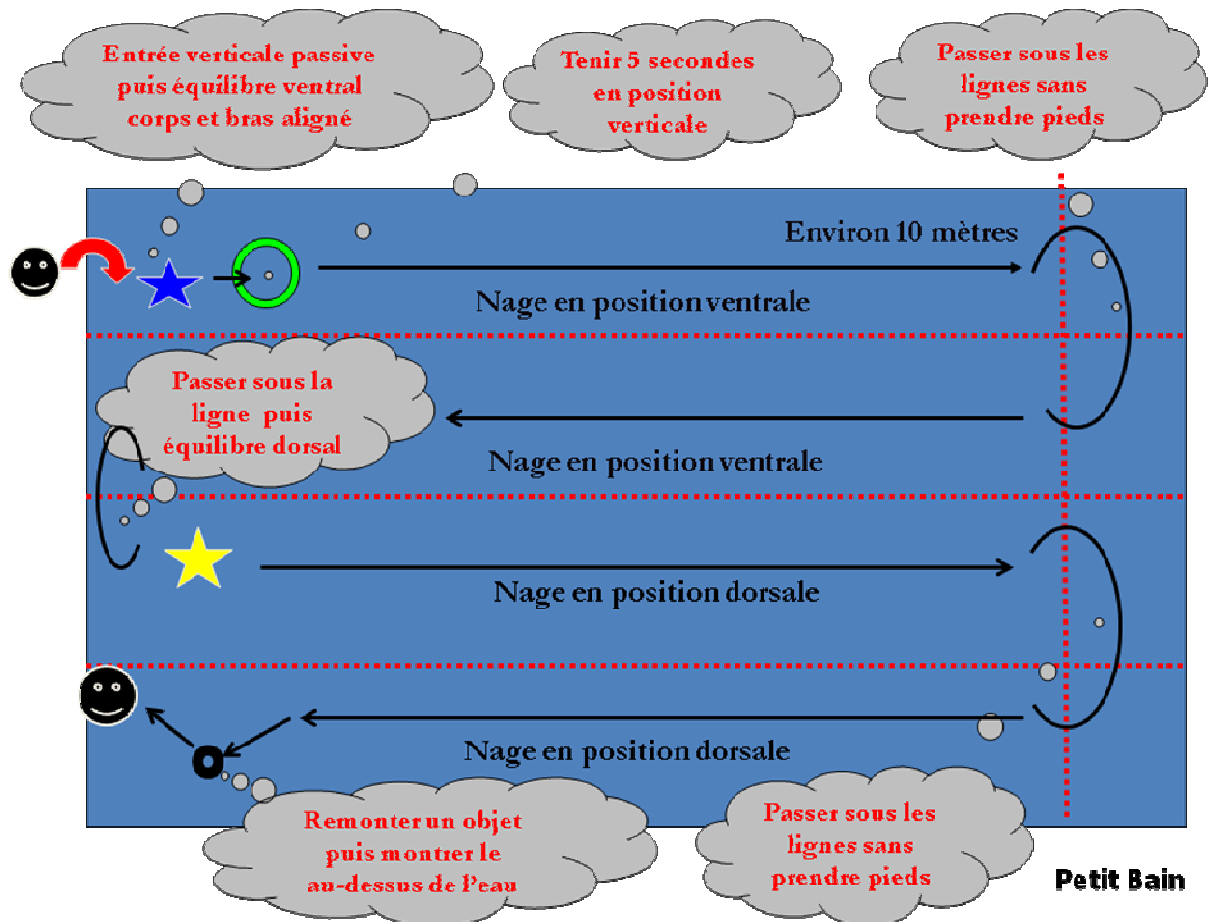 Entrée verticale passive
puis équilibre ventral
corps et bras aligné
Tenir 5 secondes
en position
verticale
Passer sous les
lignes sans
prendre pieds
Environ 10 mètres
Nage en position ventrale
Passer sous la
ligne puis
équilibre dorsal
Nage en position ventrale
Nage en position dorsale
Nage en position dorsale
Remonter un objet
puis montrer le
au-dessus de l'eau
Passer sous les
lignes sans
prendre pieds
Petit Bain